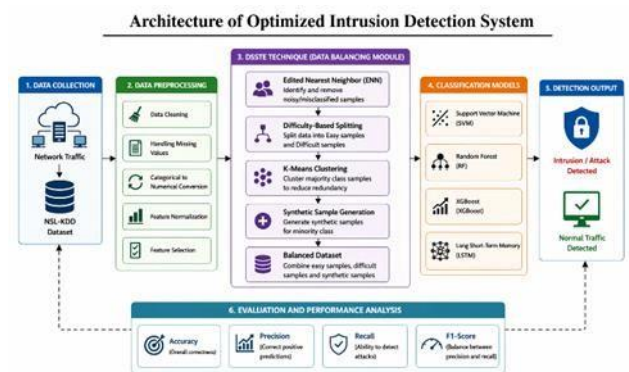 Architecture of Optimized Intrusion Detection System
1. DATA COLLECTION
Network Traffic
NSL-KDD
Dataset
2. DATA PREPROCESSING
Data Cleaning
Handling Missing
Values
Categorical to
Numerical Conversion
Feature Normalization
Feature Selection
3. DSSTE TECHNIQUE (DATA BALANCING MODULE)
Edited Nearest Neighbor (ENN)
Identify and remove
noisy/misclassified samples
Difficulty-Based Splitting
Split data into Easy samples
and Difficult samples
K-Means Clustering
Cluster majority class samples
to reduce redundancy
Synthetic Sample Generation
Generate synthetic samples
for minority class
Balanced Dataset
Combine easy samples, difficult
samples and synthetic samples
4. CLASSIFICATION MODELS
Support Vector Machine
(SVM)
Random Forest
(RF)
XGBoost
(XGBoost)
Long Short-Term Memory
(LSTM)
5. DETECTION OUTPUT
Intrusion / Attack
Detected
Normal Traffic
Detected
6. EVALUATION AND PERFORMANCE ANALYSIS
Accuracy
(Overall correctness)
Precision
(Correct positive
predictions)
Recall
(Ability to detect
attacks)
F1-Score
(Balance between
precision and recall)